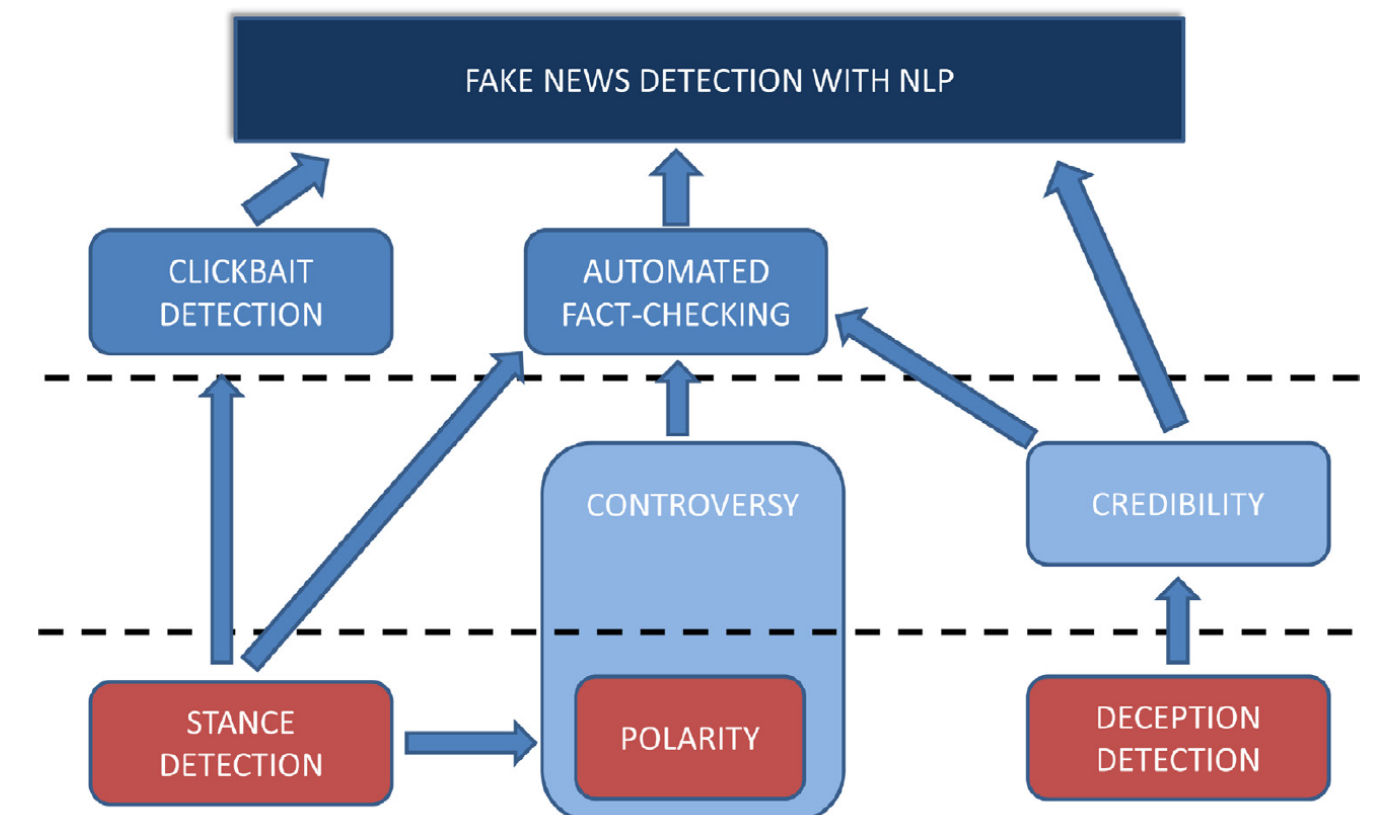 FAKE NEWS DETECTION WITH NLP
CLICKBAIT
DETECTION
AUTOMATED
FACT-CHECKING
CONTROVERSY
CREDIBILITY
STANCE
DETECTION
POLARITY
DECEPTION
DETECTION